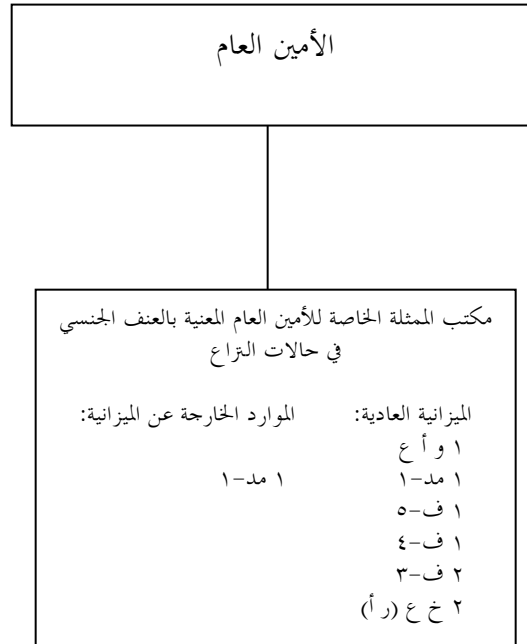 الأمين العام
مكتب الممثلة الخاصة للأمين العام المعنية بالعنف الجنسي
في حالات النزاع
الميزانية العادية: الموارد الخارجة عن الميزانية:
١ و أ ع
١ مد-١ ١ مد-١
١ ف-٥
١ ف-٤
٢ ف-٣
٢ خ ع (ر أ)